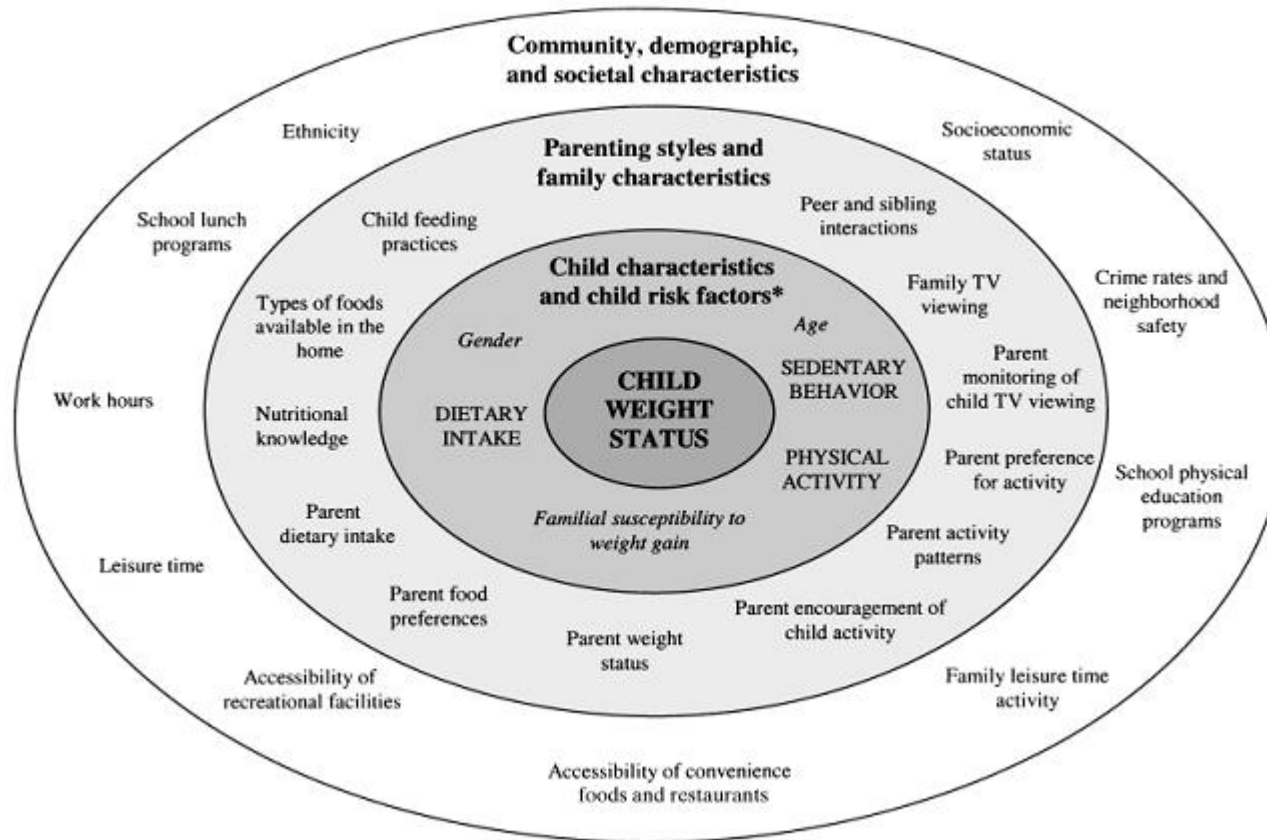 Community, demographic,
and societal characteristics
Ethnicity
Socioeconomic
status
Parenting styles and
family characteristics
School lunch
programs
Child feeding
practices
Peer and sibling
interactions
Child characteristics
and child risk factors*
Family TV
viewing
Crime rates and
neighborhood
safety
Types of foods
available in the
home
Gender
Age
SEDENTARY
BEHAVIOR
Parent
monitoring of
child TV viewing
CHILD
WEIGHT
STATUS
Work hours
Nutritional
knowledge
DIETARY
INTAKE
PHYSICAL
ACTIVITY
Parent preference
for activity
School physical
education
programs
Parent
dietary intake
Familial susceptibility to
weight gain
Parent activity
patterns
Leisure time
Parent food
preferences
Parent weight
status
Parent encouragement of
child activity
Accessibility of
recreational facilities
Family leisure time
activity
Accessibility of convenience
foods and restaurants